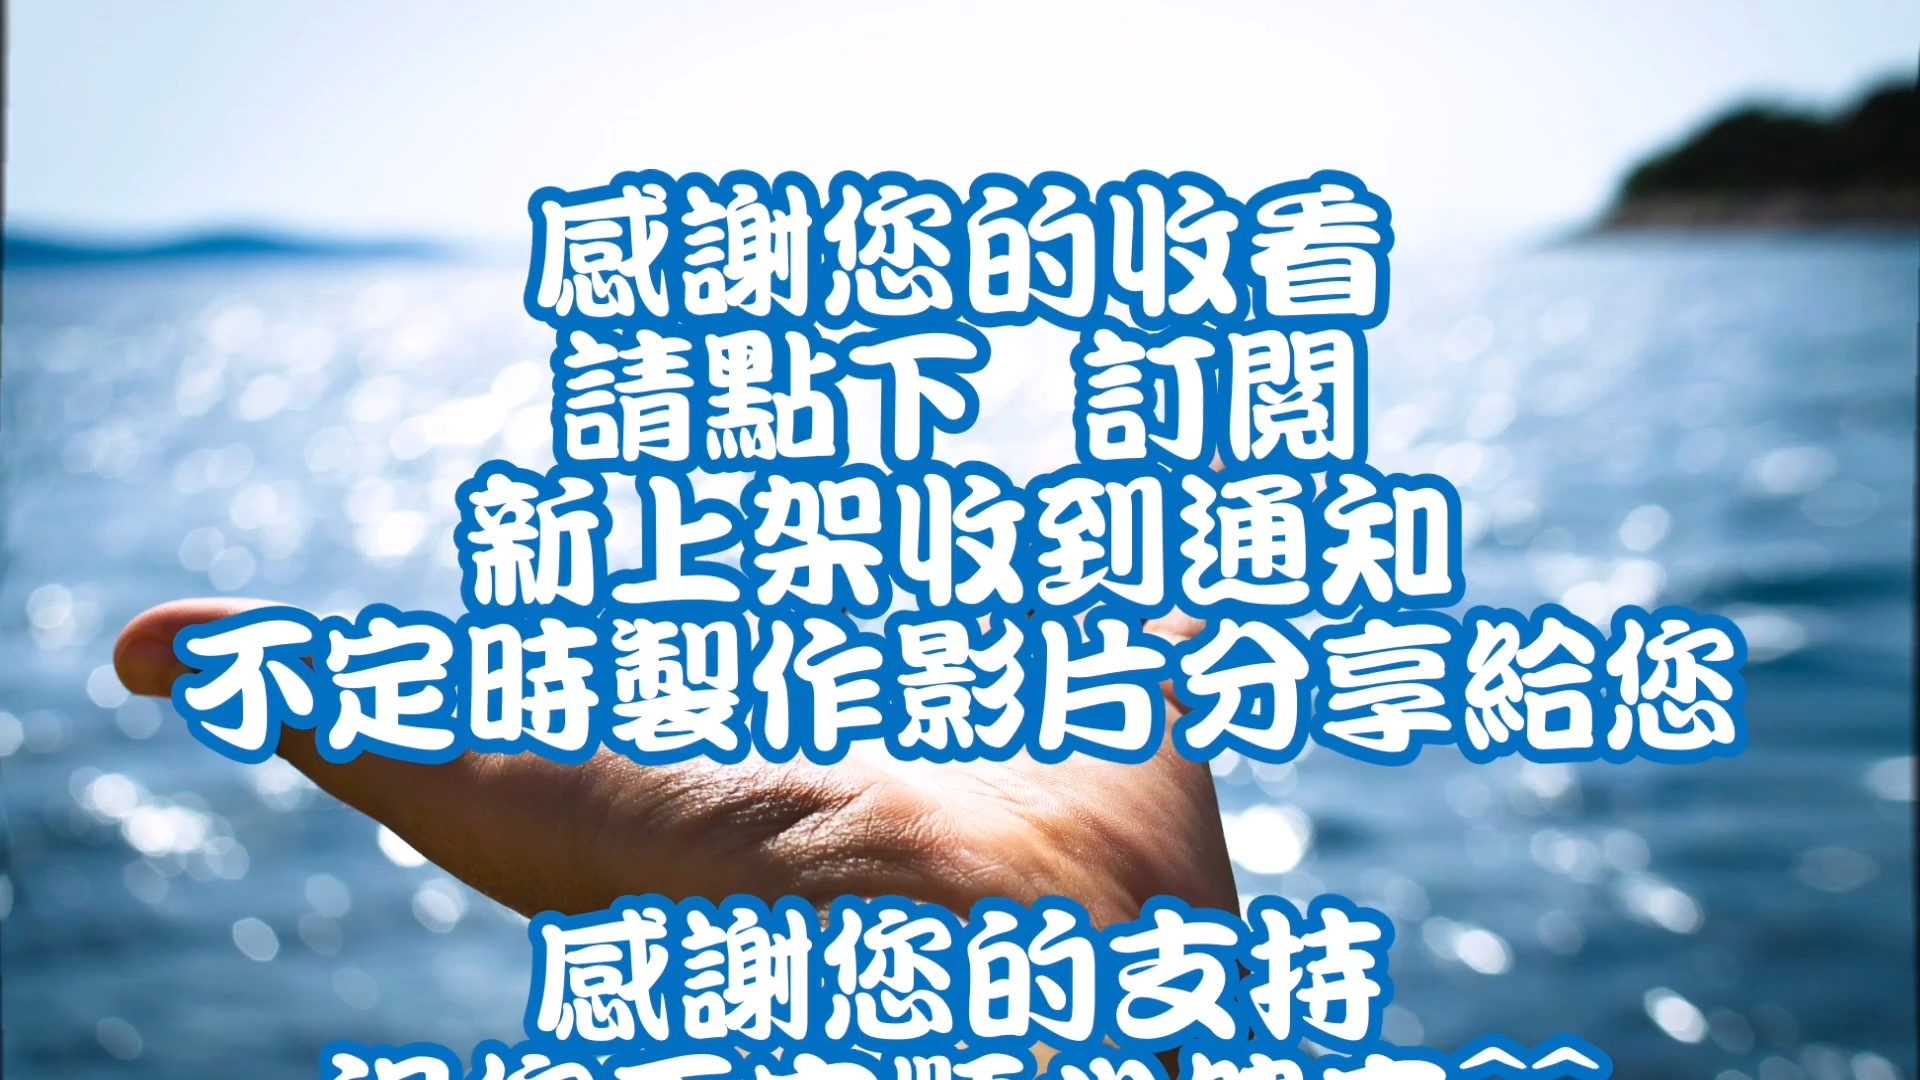 感謝您的收看
請點下 訂閱
新上架收到通知
不定時製作影片分享給您
感謝您的支持
^^